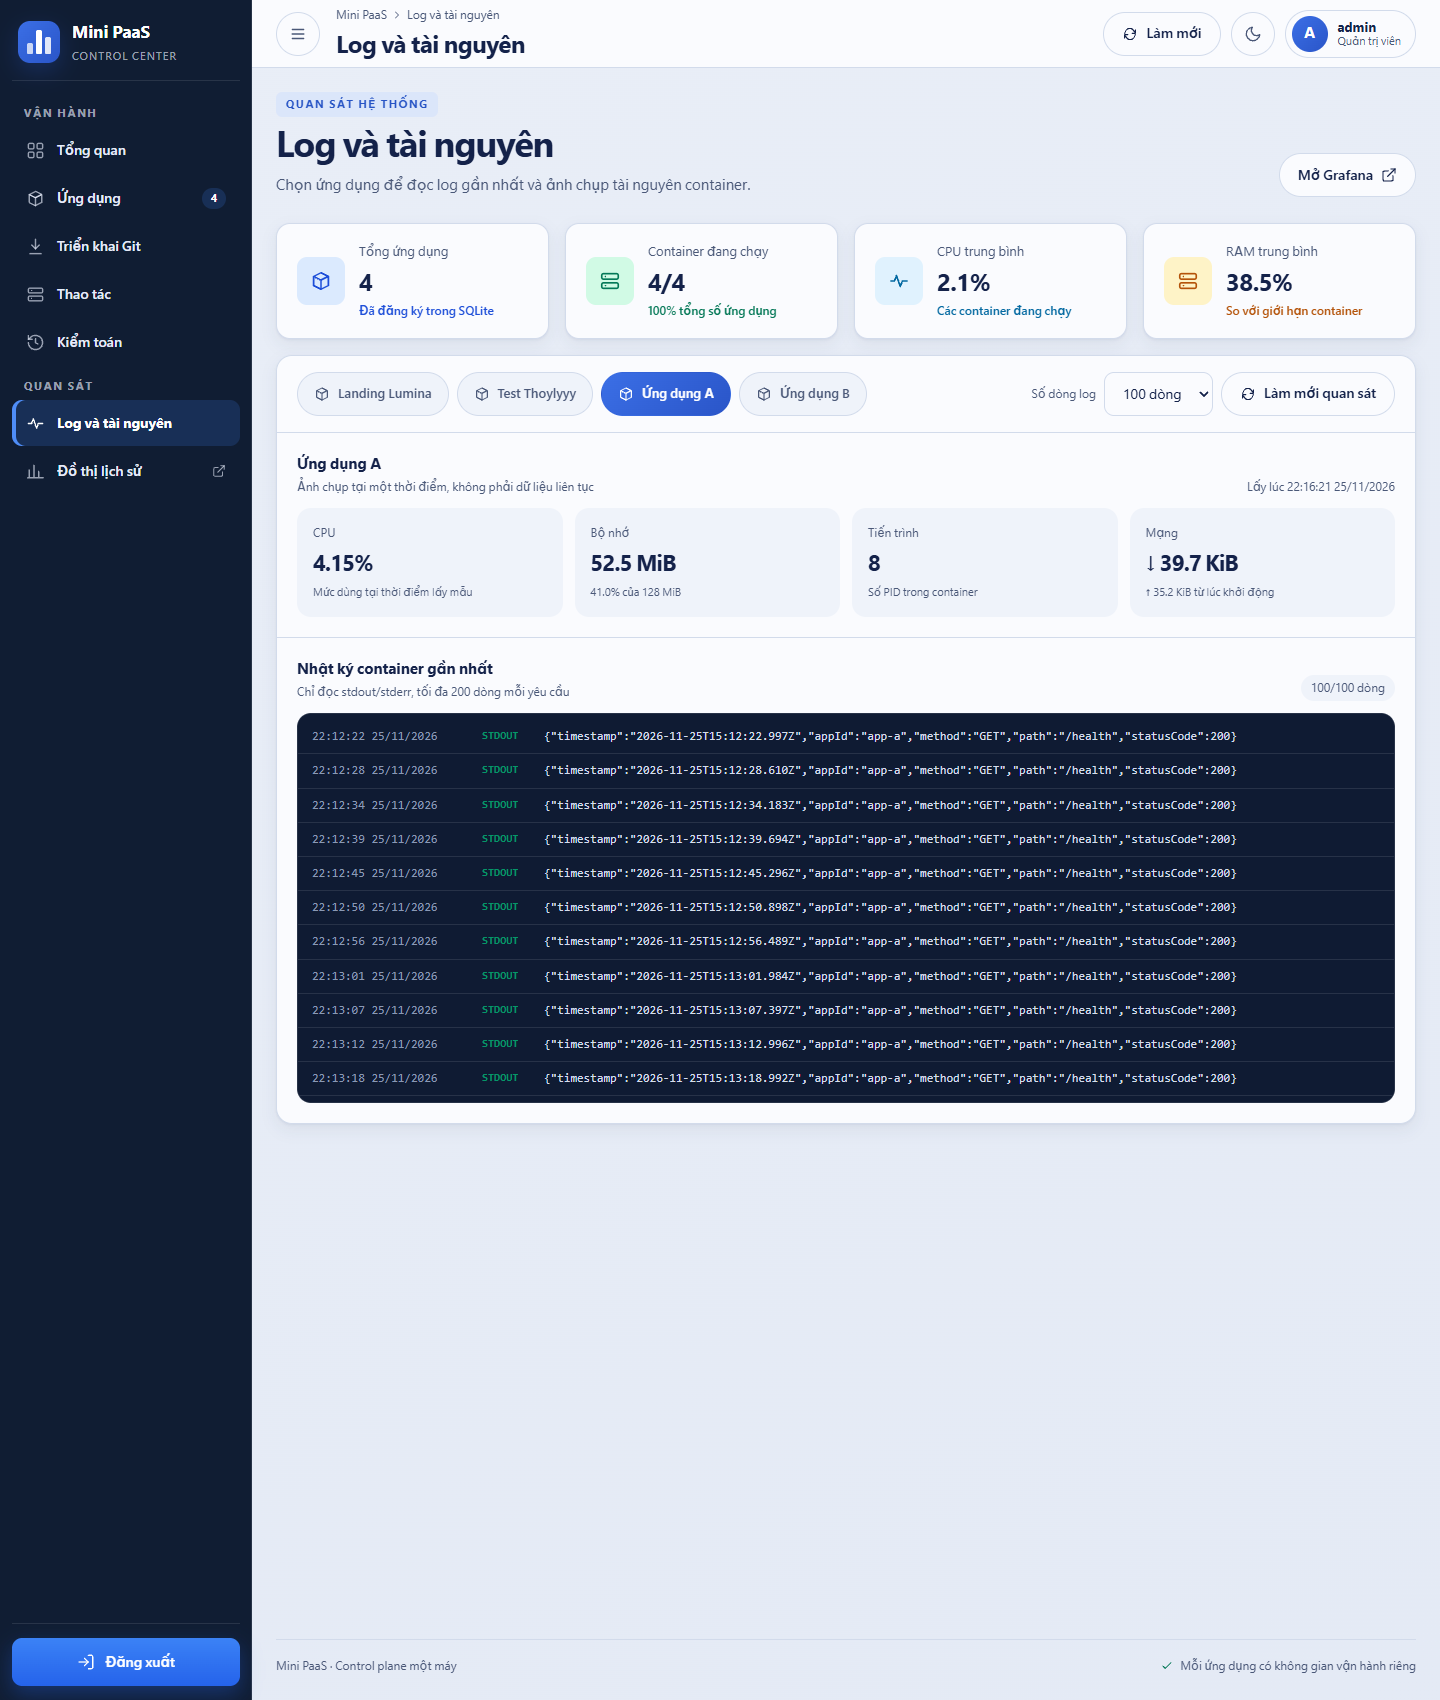 Mini PaaS
CONTROL CENTER
VẬN HÀNH
Tổng quan
Ứng dụng 4
Triển khai Git
Thao tác
Kiểm toán
QUAN SÁT
Log và tài nguyên
Đồ thị lịch sử
Đăng xuất
Mini PaaS > Log và tài nguyên
Log và tài nguyên
Làm mới
A
admin
Quản trị viên
QUAN SÁT HỆ THỐNG
Log và tài nguyên
Chọn ứng dụng để đọc log gần nhất và ảnh chụp tài nguyên container.
Mở Grafana
Tổng ứng dụng
4
Đã đăng ký trong SQLite
Container đang chạy
4/4
100% tổng số ứng dụng
CPU trung bình
2.1%
Các container đang chạy
RAM trung bình
38.5%
So với giới hạn container
Landing Lumina
Test Thoylyyy
Ứng dụng A
Ứng dụng B
Số dòng log
100 dòng
Làm mới quan sát
Ứng dụng A
Ảnh chụp tại một thời điểm, không phải dữ liệu liên tục
Lấy lúc 22:16:21 25/11/2026
CPU
4.15%
Mức dùng tại thời điểm lấy mẫu
Bộ nhớ
52.5 MiB
41.0% của 128 MiB
Tiến trình
8
Số PID trong container
Mạng
↓ 39.7 KiB
↑ 35.2 KiB từ lúc khởi động
Nhật ký container gần nhất
Chỉ đọc stdout/stderr, tối đa 200 dòng mỗi yêu cầu
100/100 dòng
22:12:22 25/11/2026 STDOUT {"timestamp":"2026-11-25T15:12:22.997Z","appId":"app-a","method":"GET","path":"/health","statusCode":200}
22:12:28 25/11/2026 STDOUT {"timestamp":"2026-11-25T15:12:28.610Z","appId":"app-a","method":"GET","path":"/health","statusCode":200}
22:12:34 25/11/2026 STDOUT {"timestamp":"2026-11-25T15:12:34.183Z","appId":"app-a","method":"GET","path":"/health","statusCode":200}
22:12:39 25/11/2026 STDOUT {"timestamp":"2026-11-25T15:12:39.694Z","appId":"app-a","method":"GET","path":"/health","statusCode":200}
22:12:45 25/11/2026 STDOUT {"timestamp":"2026-11-25T15:12:45.296Z","appId":"app-a","method":"GET","path":"/health","statusCode":200}
22:12:50 25/11/2026 STDOUT {"timestamp":"2026-11-25T15:12:50.898Z","appId":"app-a","method":"GET","path":"/health","statusCode":200}
22:12:56 25/11/2026 STDOUT {"timestamp":"2026-11-25T15:12:56.489Z","appId":"app-a","method":"GET","path":"/health","statusCode":200}
22:13:01 25/11/2026 STDOUT {"timestamp":"2026-11-25T15:13:01.984Z","appId":"app-a","method":"GET","path":"/health","statusCode":200}
22:13:07 25/11/2026 STDOUT {"timestamp":"2026-11-25T15:13:07.397Z","appId":"app-a","method":"GET","path":"/health","statusCode":200}
22:13:12 25/11/2026 STDOUT {"timestamp":"2026-11-25T15:13:12.996Z","appId":"app-a","method":"GET","path":"/health","statusCode":200}
22:13:18 25/11/2026 STDOUT {"timestamp":"2026-11-25T15:13:18.992Z","appId":"app-a","method":"GET","path":"/health","statusCode":200}
Mini PaaS · Control plane một máy
Mỗi ứng dụng có không gian vận hành riêng